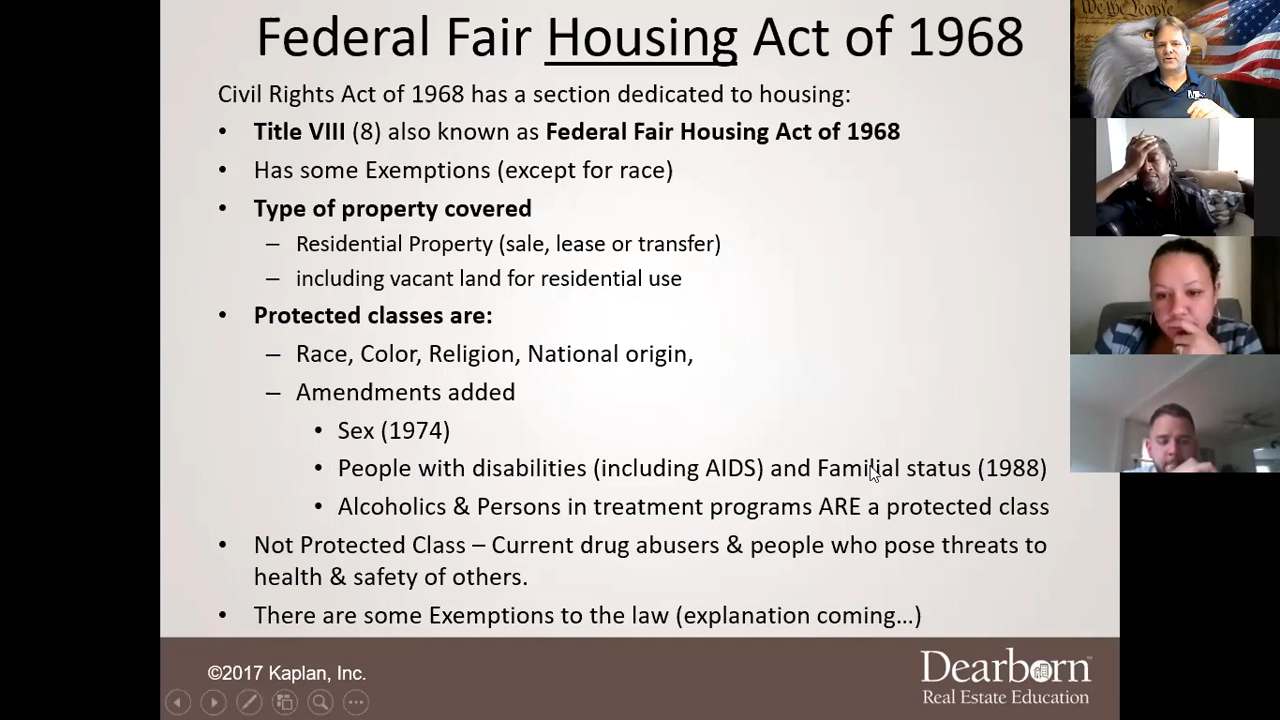 Federal Fair Housing Act of 1968
Civil Rights Act of 1968 has a section dedicated to housing:
• Title VIII (8) also known as Federal Fair Housing Act of 1968
• Has some Exemptions (except for race)
• Type of property covered
– Residential Property (sale, lease or transfer)
– including vacant land for residential use
• Protected classes are:
– Race, Color, Religion, National origin,
– Amendments added
• Sex (1974)
• People with disabilities (including AIDS) and Familial status (1988)
• Alcoholics & Persons in treatment programs ARE a protected class
• Not Protected Class – Current drug abusers & people who pose threats to
health & safety of others.
• There are some Exemptions to the law (explanation coming…)
©2017 Kaplan, Inc.
Dearborn™
Real Estate Education
We the People